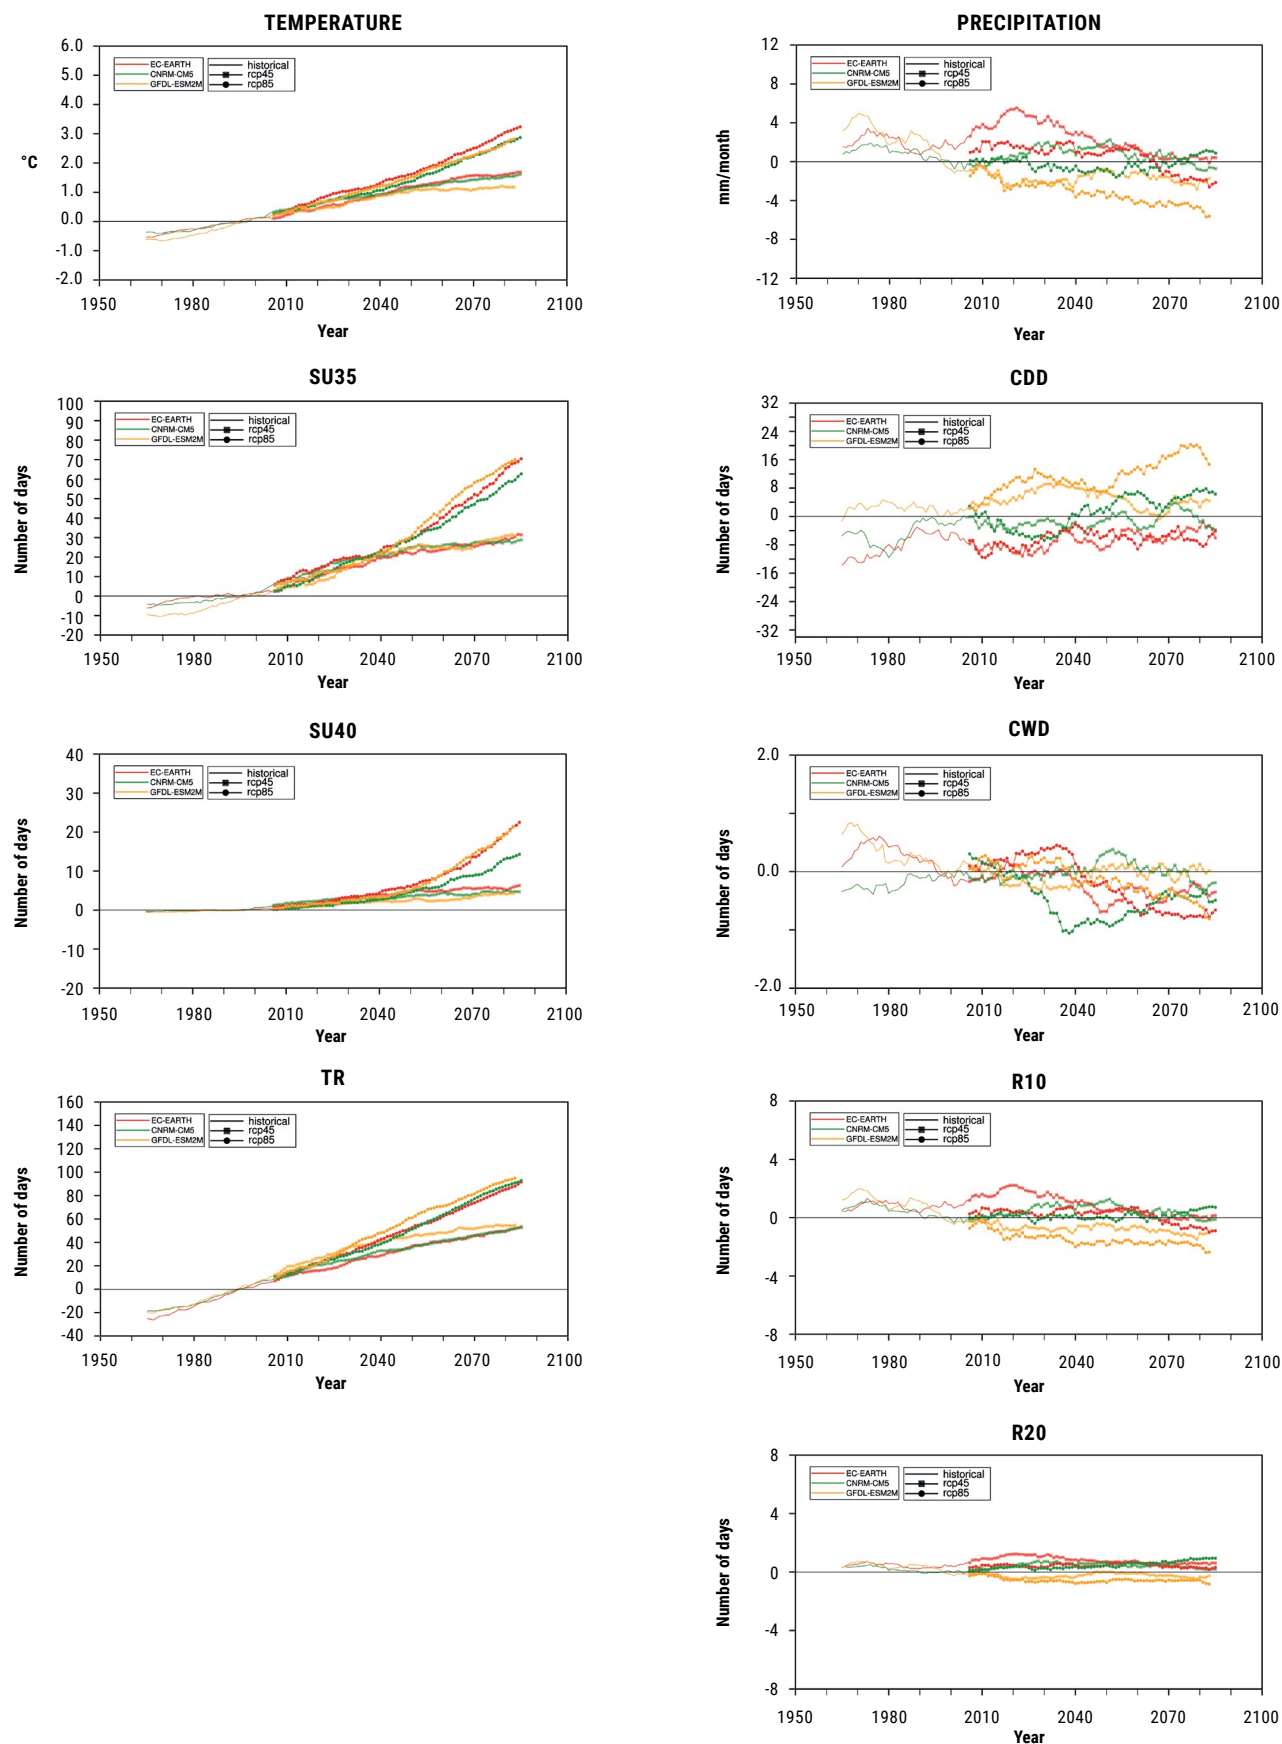 TEMPERATURE
6.0
5.0
4.0
3.0
2.0
1.0
0.0
-1.0
-2.0
°C
EC-EARTH
CNRM-CM5
GFDL-ESM2M
historical
rcp45
rcp85
1950 1980 2010 2040 2070 2100
Year
PRECIPITATION
12
8
4
0
-4
-8
-12
mm/month
EC-EARTH
CNRM-CM5
GFDL-ESM2M
historical
rcp45
rcp85
1950 1980 2010 2040 2070 2100
Year
SU35
100
90
80
70
60
50
40
30
20
10
0
-10
-20
Number of days
EC-EARTH
CNRM-CM5
GFDL-ESM2M
historical
rcp45
rcp85
1950 1980 2010 2040 2070 2100
Year
CDD
32
24
16
8
0
-8
-16
-24
-32
Number of days
EC-EARTH
CNRM-CM5
GFDL-ESM2M
historical
rcp45
rcp85
1950 1980 2010 2040 2070 2100
Year
SU40
40
30
20
10
0
-10
-20
Number of days
EC-EARTH
CNRM-CM5
GFDL-ESM2M
historical
rcp45
rcp85
1950 1980 2010 2040 2070 2100
Year
CWD
2.0
0.0
-2.0
Number of days
EC-EARTH
CNRM-CM5
GFDL-ESM2M
historical
rcp45
rcp85
1950 1980 2010 2040 2070 2100
Year
TR
160
140
120
100
80
60
40
20
0
-20
-40
Number of days
EC-EARTH
CNRM-CM5
GFDL-ESM2M
historical
rcp45
rcp85
1950 1980 2010 2040 2070 2100
Year
R10
8
4
0
-4
-8
Number of days
EC-EARTH
CNRM-CM5
GFDL-ESM2M
historical
rcp45
rcp85
1950 1980 2010 2040 2070 2100
Year
R20
8
4
0
-4
-8
Number of days
EC-EARTH
CNRM-CM5
GFDL-ESM2M
historical
rcp45
rcp85
1950 1980 2010 2040 2070 2100
Year